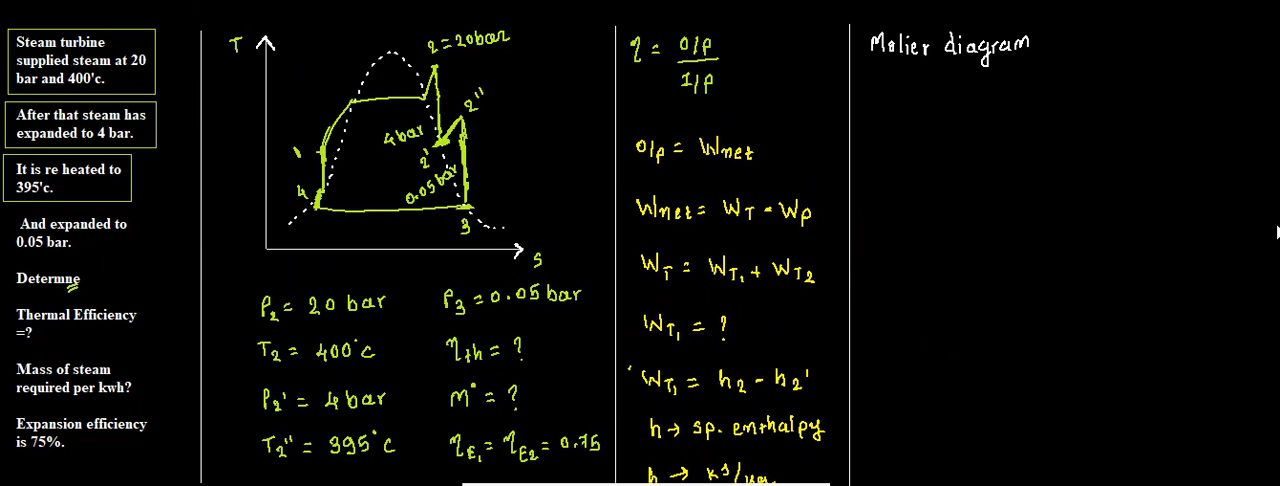 Steam turbine
supplied steam at 20
bar and 400'c.
After that steam has
expanded to 4 bar.
It is re heated to
395'c.
And expanded to
0.05 bar.
Determne
Thermal Efficiency
=?
Mass of steam
required per kwh?
Expansion efficiency
is 75%.
T
2 = 20bar
2"
4bar
2'
1
0.05 bar
4
3
S
P2 = 20 bar
P3 = 0.05 bar
T2 = 400°c
ηth = ?
P2' = 4bar
m° = ?
T2" = 395°c
ηE1 = ηE2 = 0.75
η = O/P
I/P
O/p = Wnet
Wnet = WT - Wp
WT = WT1 + WT2
WT1 = ?
WT1 = h2 - h2'
h → sp. enthalpy
h → kJ/kg.
Molier diagram